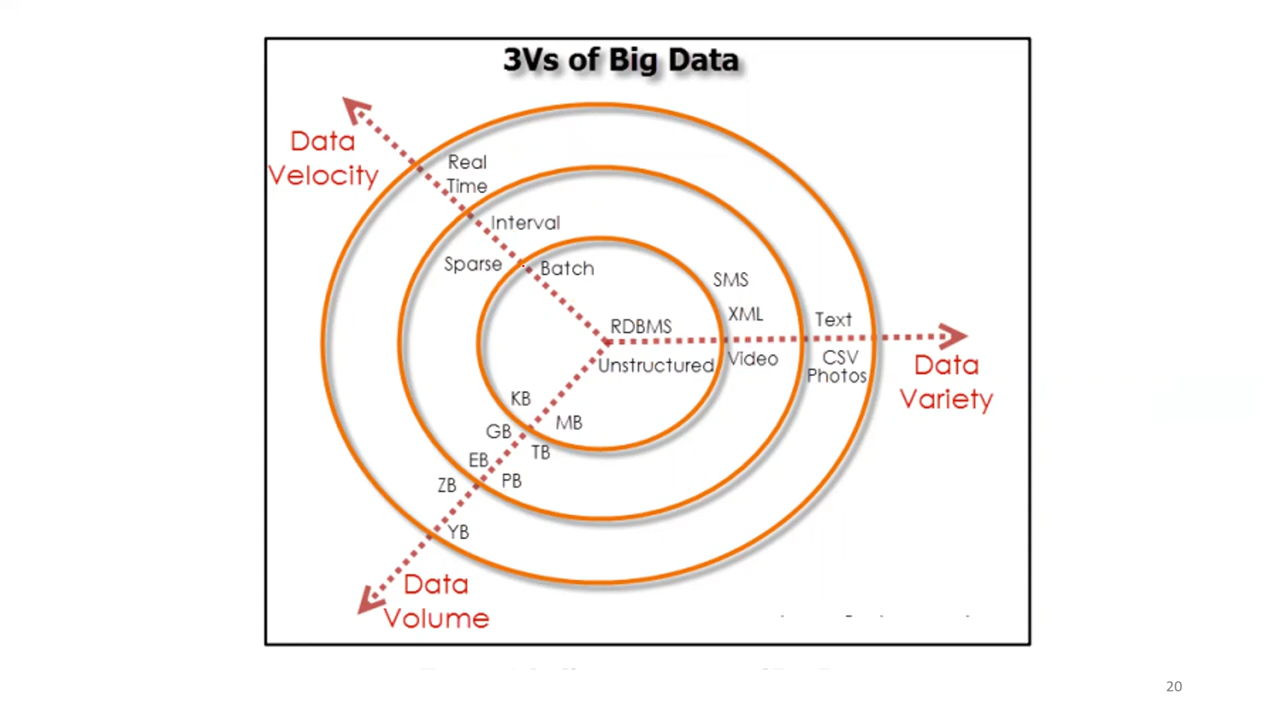 3Vs of Big Data
Data
Velocity
Real
Time
Interval
Sparse
Batch
SMS
XML
Text
RDBMS
Unstructured
Video
CSV
Photos
Data
Variety
KB
MB
GB
TB
EB
PB
ZB
YB
Data
Volume
20